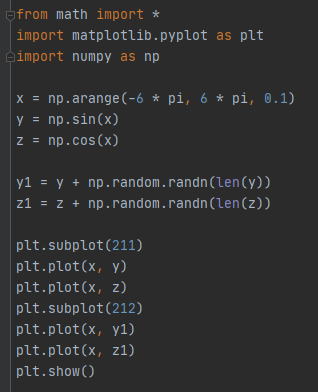 from math import *
import matplotlib.pyplot as plt
import numpy as np
x = np.arange(-6 * pi, 6 * pi, 0.1)
y = np.sin(x)
z = np.cos(x)
y1 = y + np.random.randn(len(y))
z1 = z + np.random.randn(len(z))
plt.subplot(211)
plt.plot(x, y)
plt.plot(x, z)
plt.subplot(212)
plt.plot(x, y1)
plt.plot(x, z1)
plt.show()